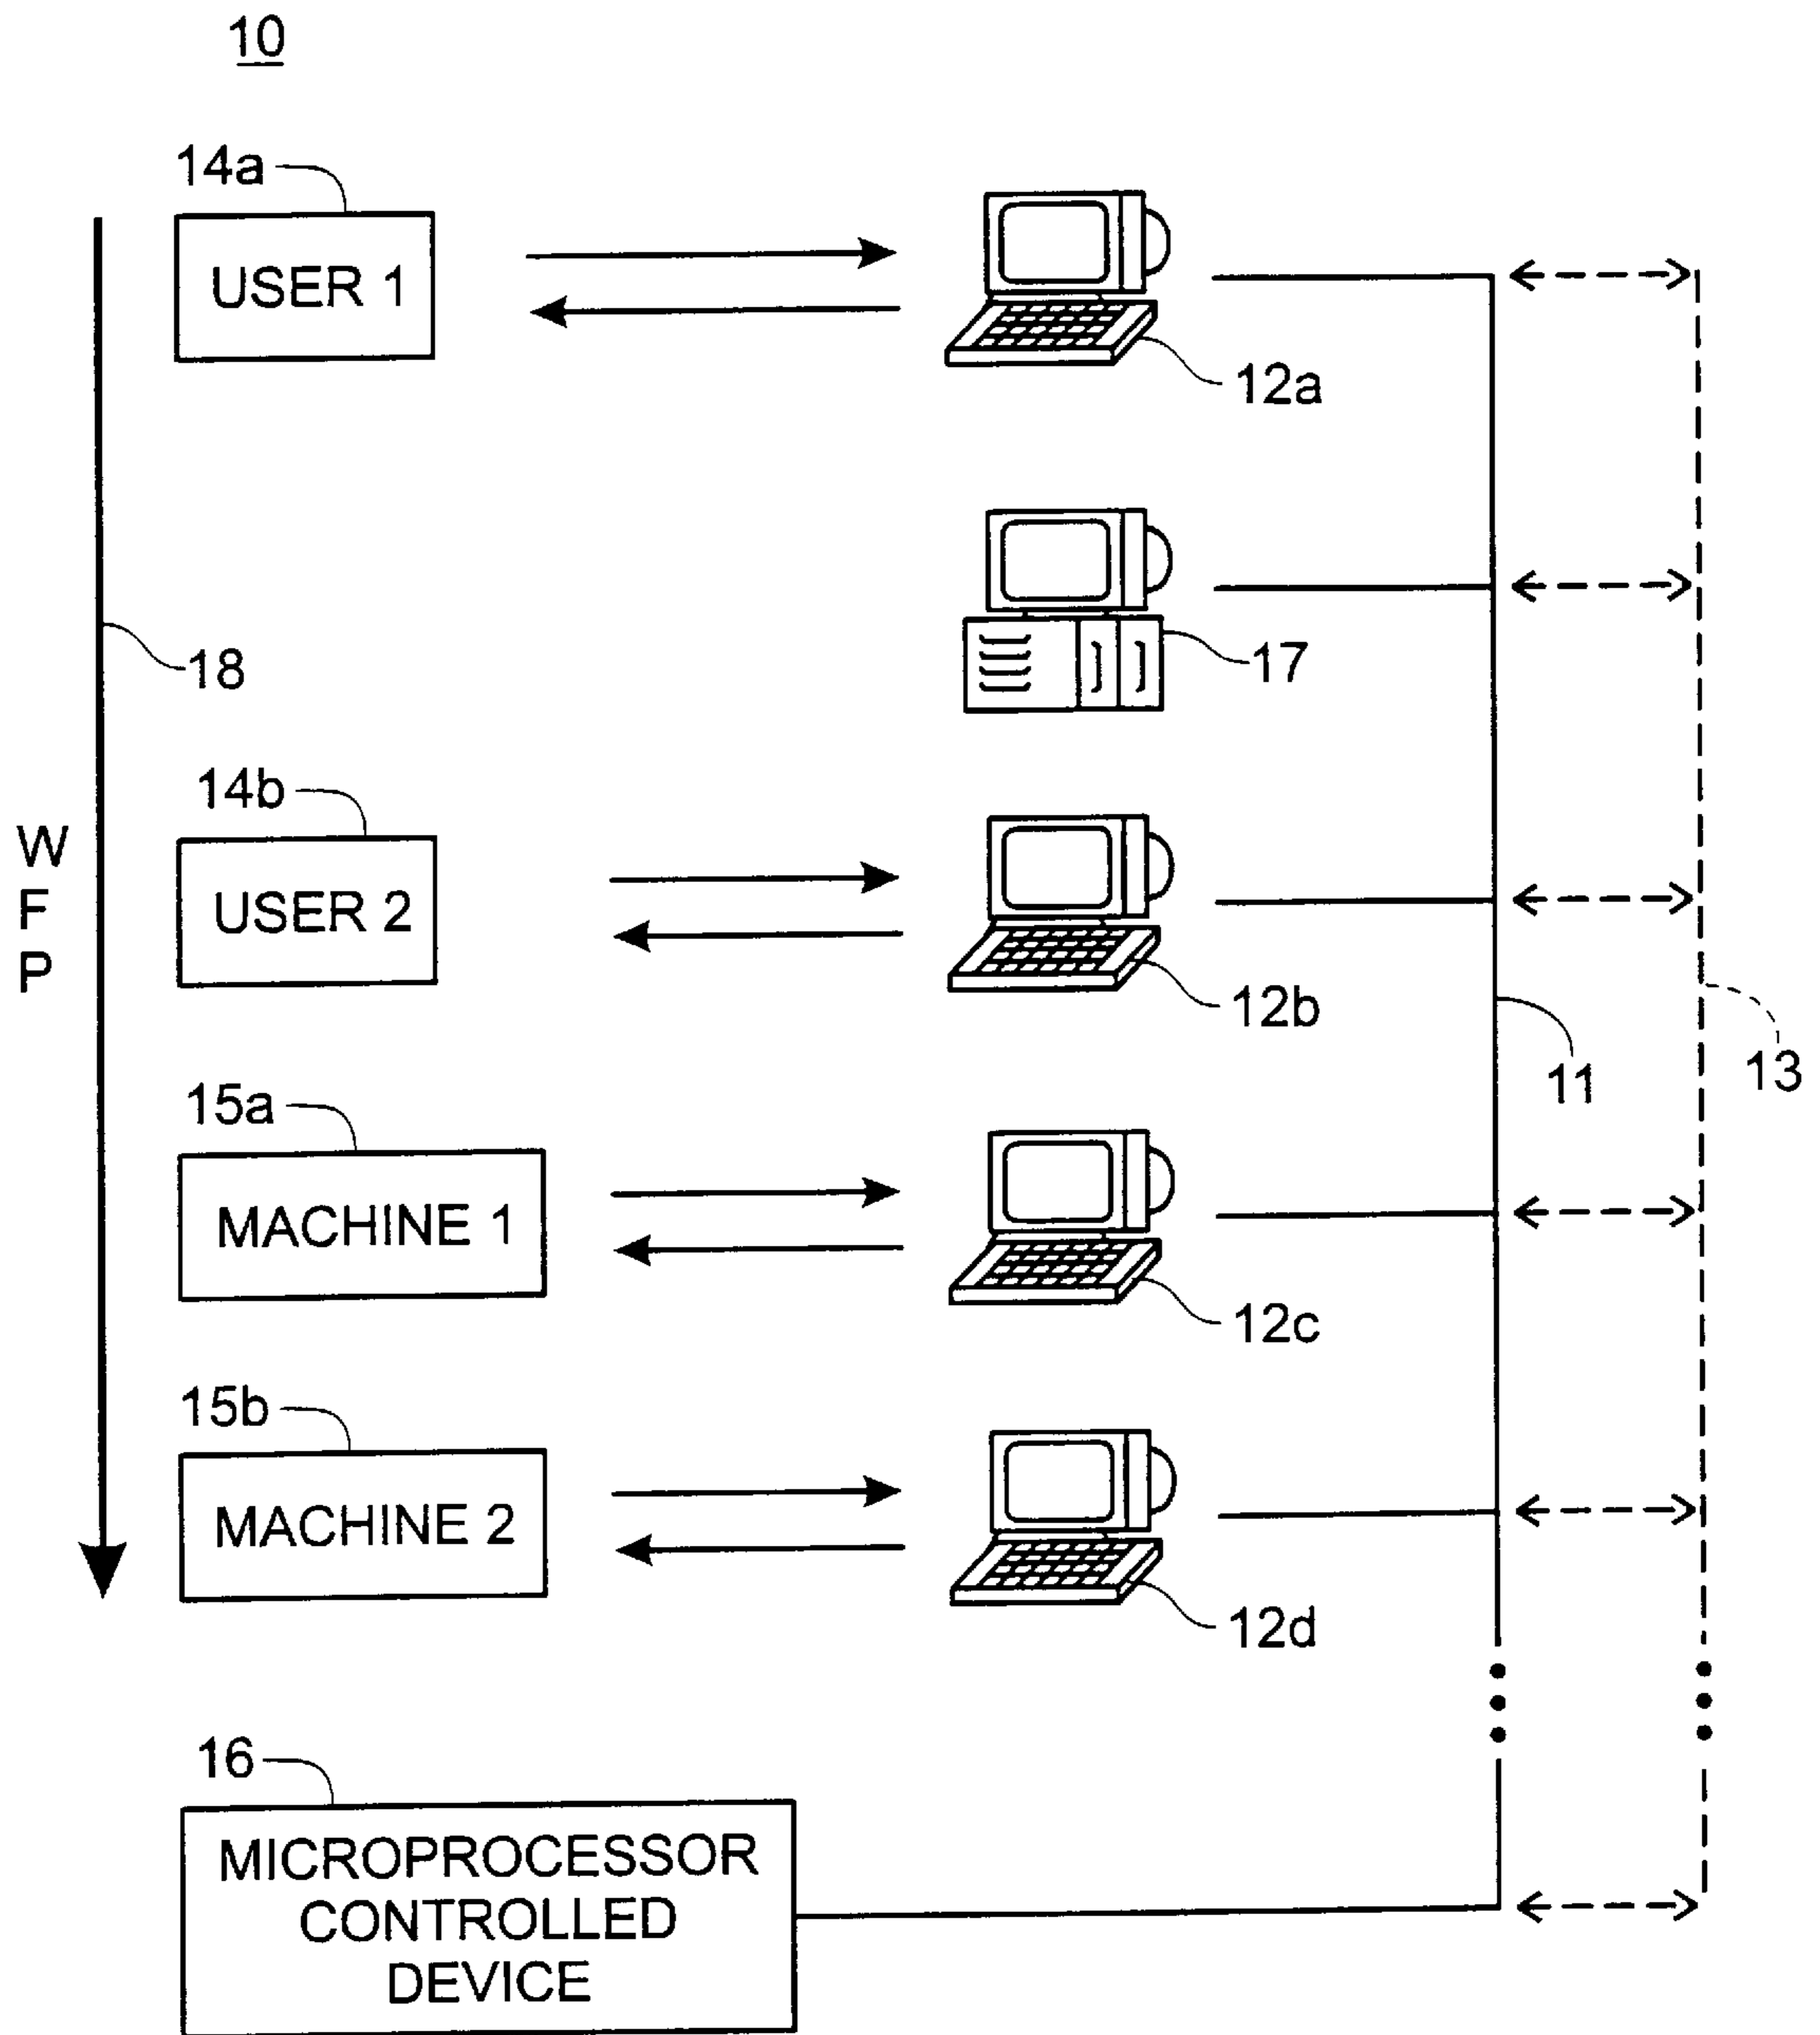 10
14a
USER 1
12a
17
18
14b
W
F
P
USER 2
12b
11
13
15a
MACHINE 1
12c
15b
MACHINE 2
12d
16
MICROPROCESSOR
CONTROLLED
DEVICE